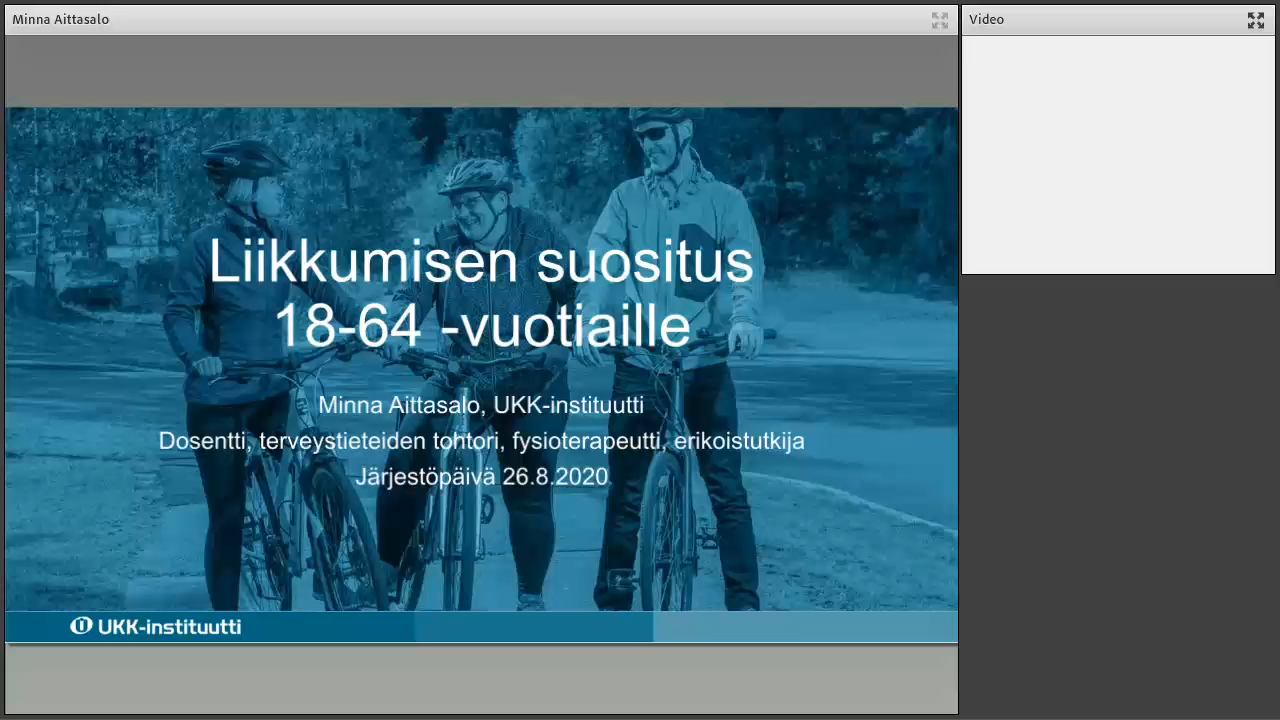 Minna Aittasalo
Video
Liikkumisen suositus
18-64 -vuotiaille
Minna Aittasalo, UKK-instituutti
Dosentti, terveystieteiden tohtori, fysioterapeutti, erikoistutkija
Järjestöpäivä 26.8.2020
UKK-instituutti